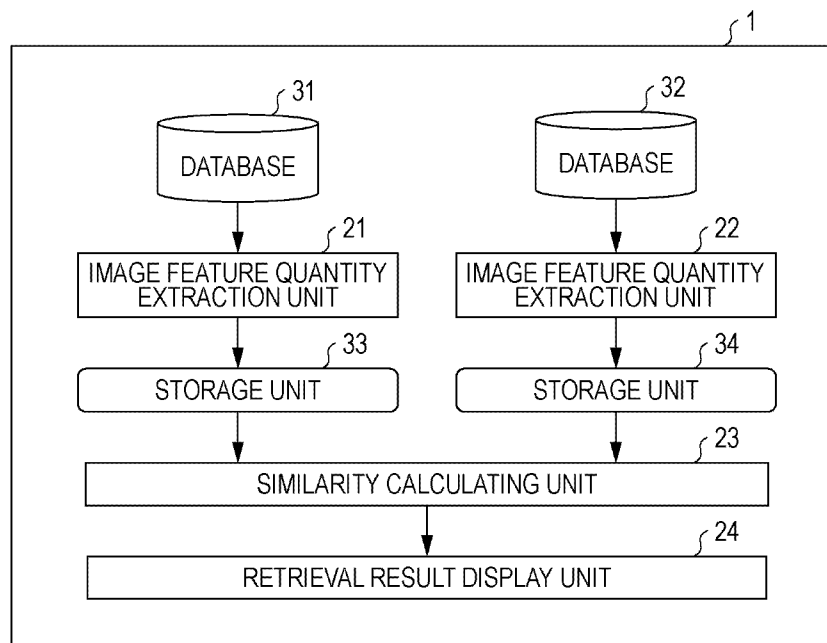 1
31
32
DATABASE
DATABASE
21
22
IMAGE FEATURE QUANTITY
EXTRACTION UNIT
IMAGE FEATURE QUANTITY
EXTRACTION UNIT
33
34
STORAGE UNIT
STORAGE UNIT
23
SIMILARITY CALCULATING UNIT
24
RETRIEVAL RESULT DISPLAY UNIT